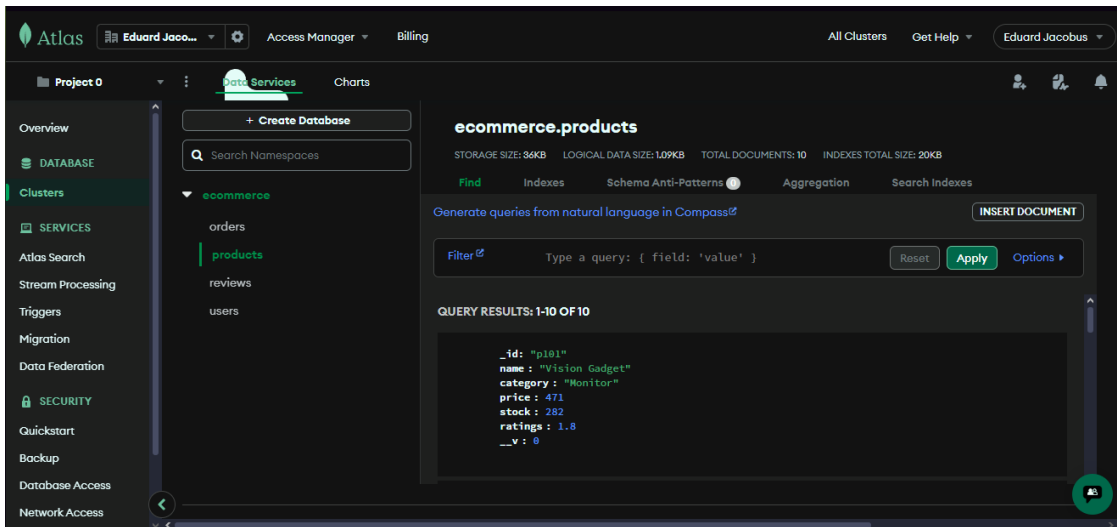 Atlas Eduard Jaco... Access Manager Billing All Clusters Get Help Eduard Jacobus
Project 0 Data Services Charts
Overview
DATABASE
Clusters
SERVICES
Atlas Search
Stream Processing
Triggers
Migration
Data Federation
SECURITY
Quickstart
Backup
Database Access
Network Access
+ Create Database
Search Namespaces
ecommerce
orders
products
reviews
users
ecommerce.products
STORAGE SIZE: 36KB LOGICAL DATA SIZE: 1.09KB TOTAL DOCUMENTS: 10 INDEXES TOTAL SIZE: 20KB
Find Indexes Schema Anti-Patterns 0 Aggregation Search Indexes
Generate queries from natural language in Compass INSERT DOCUMENT
Filter Type a query: { field: 'value' } Reset Apply Options
QUERY RESULTS: 1-10 OF 10
_id: "p101"
name : "Vision Gadget"
category : "Monitor"
price : 471
stock : 282
ratings : 1.8
__v : 0